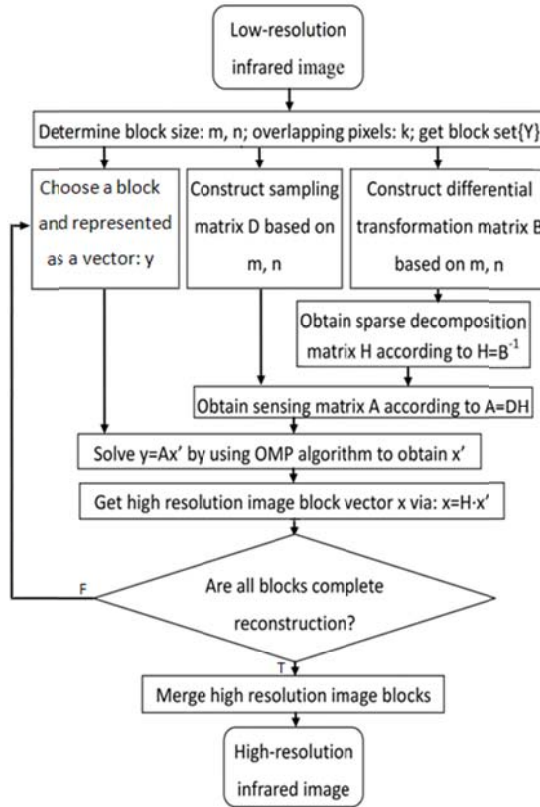 Low-resolution
infrared image
Determine block size: m, n; overlapping pixels: k; get block set{Y}
Choose a block
and represented
as a vector: y
Construct sampling
matrix D based on
m, n
Construct differential
transformation matrix B
based on m, n
Obtain sparse decomposition
matrix H according to H=B⁻¹
Obtain sensing matrix A according to A=DH
Solve y=Ax’ by using OMP algorithm to obtain x’
Get high resolution image block vector x via: x=H·x’
F
Are all blocks complete
reconstruction?
T
Merge high resolution image blocks
High-resolution
infrared image